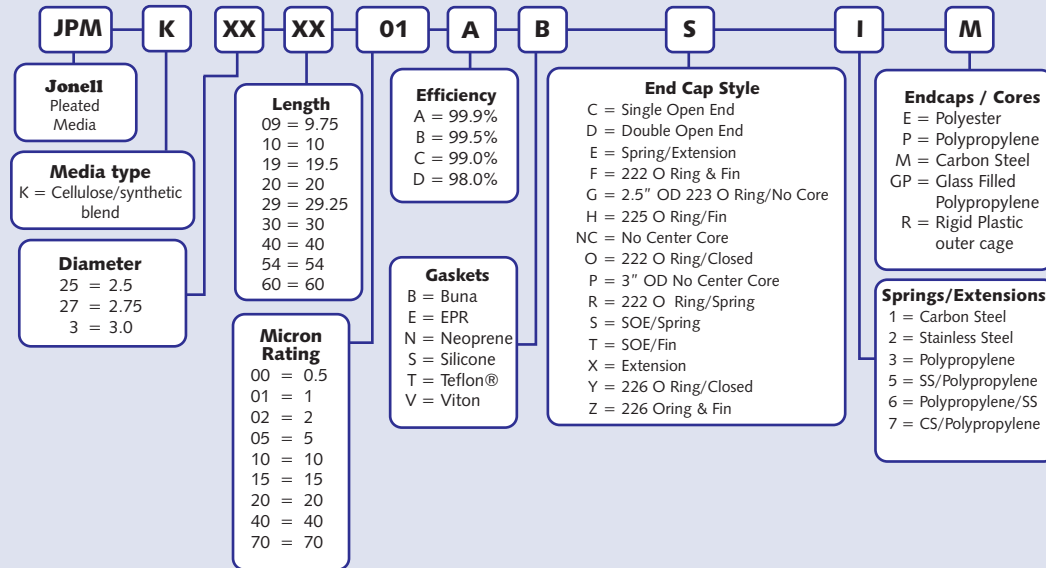 JPM K XX XX 01 A B S I M
Jonell
Pleated
Media
Media type
K = Cellulose/synthetic
blend
Diameter
25 = 2.5
27 = 2.75
3 = 3.0
Length
09 = 9.75
10 = 10
19 = 19.5
20 = 20
29 = 29.25
30 = 30
40 = 40
54 = 54
60 = 60
Micron
Rating
00 = 0.5
01 = 1
02 = 2
05 = 5
10 = 10
15 = 15
20 = 20
40 = 40
70 = 70
Efficiency
A = 99.9%
B = 99.5%
C = 99.0%
D = 98.0%
Gaskets
B = Buna
E = EPR
N = Neoprene
S = Silicone
T = Teflon®
V = Viton
End Cap Style
C = Single Open End
D = Double Open End
E = Spring/Extension
F = 222 O Ring & Fin
G = 2.5" OD 223 O Ring/No Core
H = 225 O Ring/Fin
NC = No Center Core
O = 222 O Ring/Closed
P = 3" OD No Center Core
R = 222 O Ring/Spring
S = SOE/Spring
T = SOE/Fin
X = Extension
Y = 226 O Ring/Closed
Z = 226 Oring & Fin
Endcaps / Cores
E = Polyester
P = Polypropylene
M = Carbon Steel
GP = Glass Filled
Polypropylene
R = Rigid Plastic
outer cage
Springs/Extensions
1 = Carbon Steel
2 = Stainless Steel
3 = Polypropylene
5 = SS/Polypropylene
6 = Polypropylene/SS
7 = CS/Polypropylene